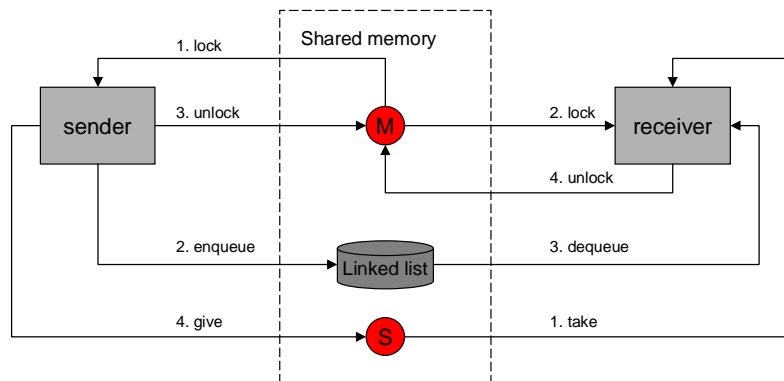 Shared memory
1. lock
sender
3. unlock
M
2. lock
receiver
4. unlock
2. enqueue
Linked list
3. dequeue
4. give
S
1. take